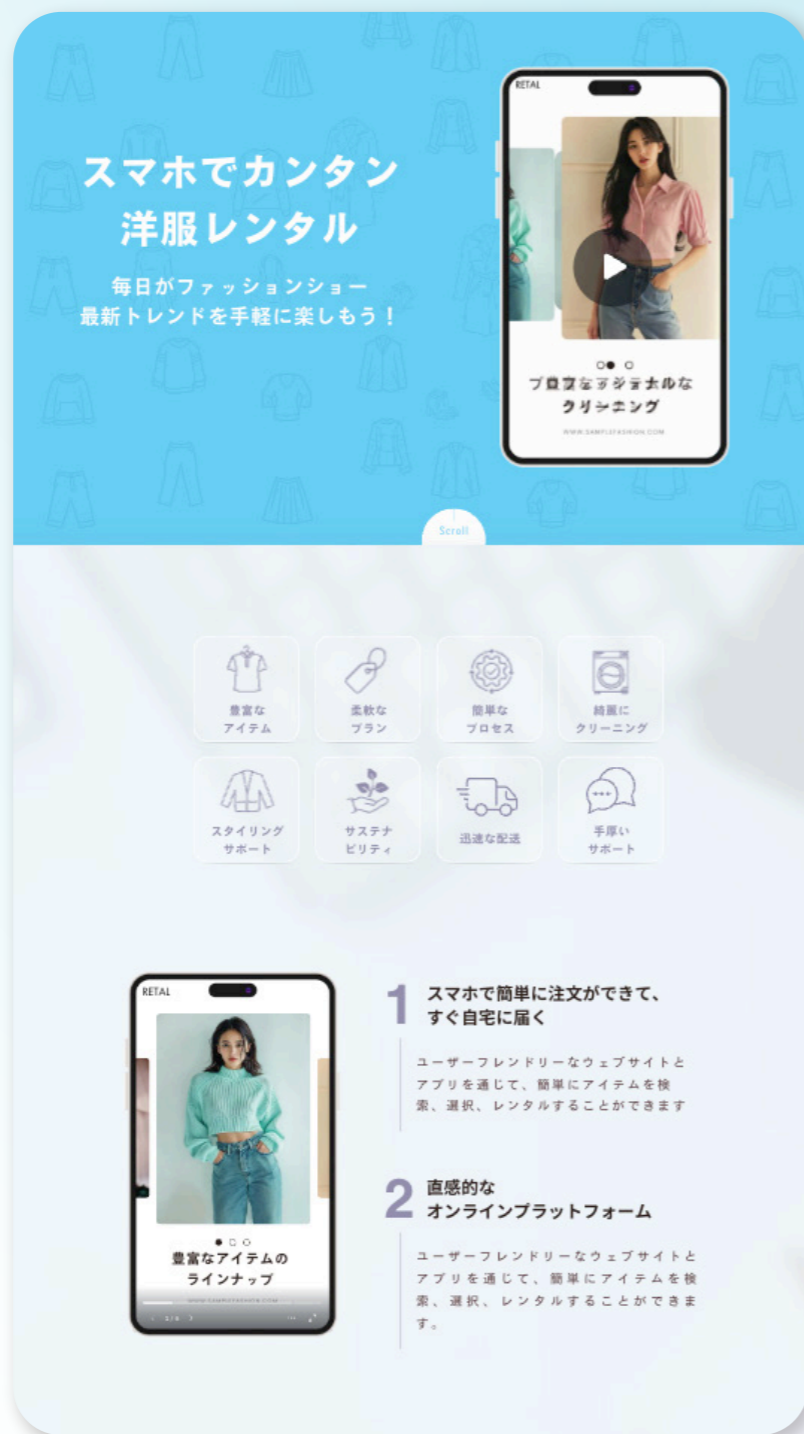 スマホでカンタン
洋服レンタル
毎日がファッションショー
最新トレンドを手軽に楽しもう！
RETAL
クリーニング
WWW.SAMPLEFASHION.COM
Scroll
豊富な
アイテム
柔軟な
プラン
簡単な
プロセス
綺麗に
クリーニング
スタイリング
サポート
サステナ
ビリティ
迅速な配送
手厚い
サポート
RETAL
豊富なアイテムの
ラインナップ
WWW.SAMPLEFASHION.COM
1 スマホで簡単に注文ができて、
すぐ自宅に届く
ユーザーフレンドリーなウェブサイトと
アプリを通じて、簡単にアイテムを検
索、選択、レンタルすることができます
2 直感的な
オンラインプラットフォーム
ユーザーフレンドリーなウェブサイトと
アプリを通じて、簡単にアイテムを検
索、選択、レンタルすることができま
す。